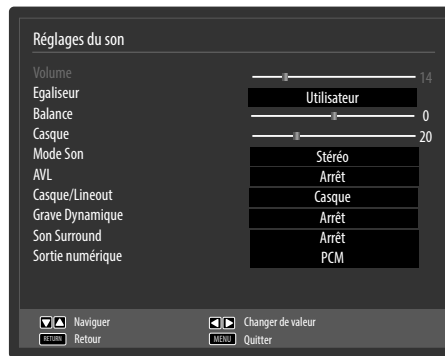 Réglages du son
Volume 14
Egaliseur Utilisateur
Balance 0
Casque 20
Mode Son Stéréo
AVL Arrêt
Casque/Lineout Casque
Grave Dynamique Arrêt
Son Surround Arrêt
Sortie numérique PCM
Naviguer Changer de valeur
RETURN Retour MENU Quitter